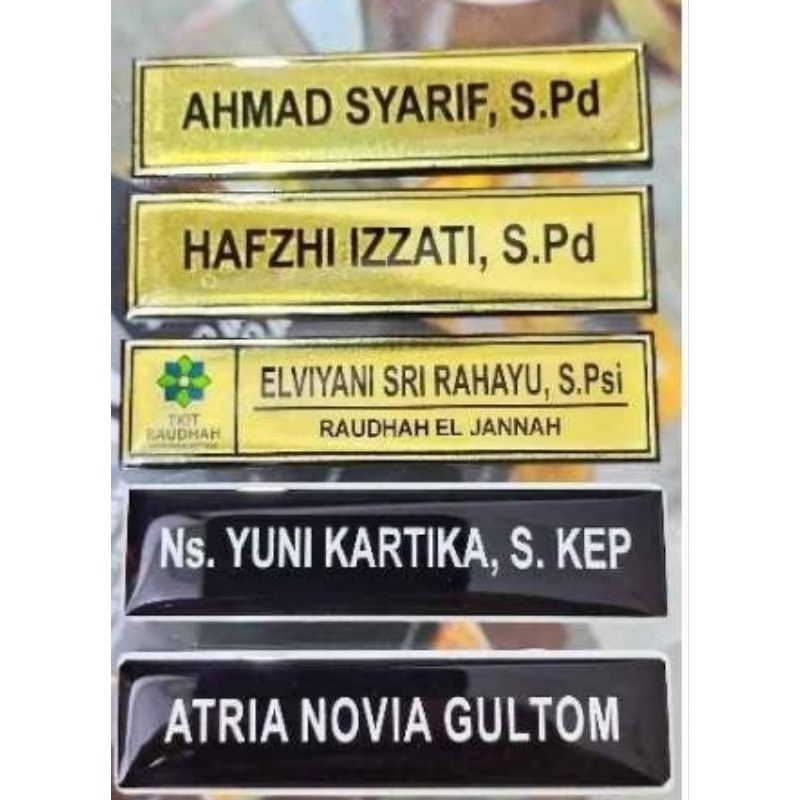 AHMAD SYARIF, S.Pd
HAFZHI IZZATI, S.Pd
TKIT
RAUDHAH
ELVIYANI SRI RAHAYU, S.Psi
RAUDHAH EL JANNAH
Ns. YUNI KARTIKA, S. KEP
ATRIA NOVIA GULTOM